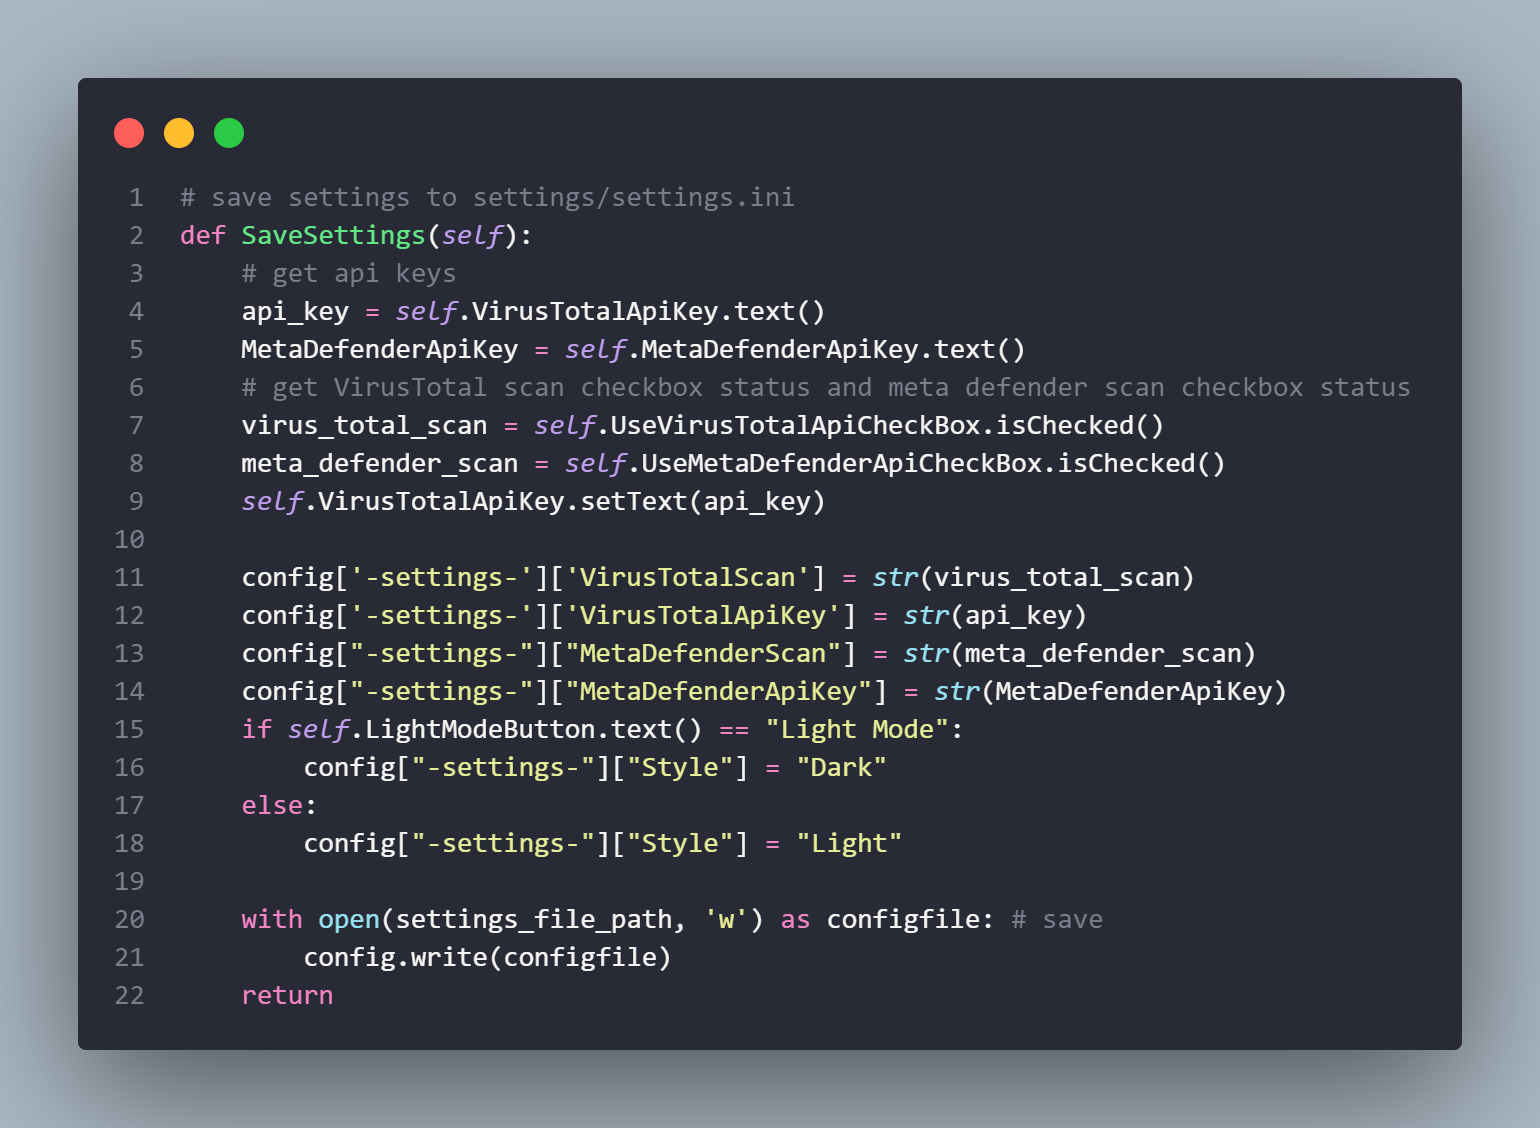 1 # save settings to settings/settings.ini
2 def SaveSettings(self):
3     # get api keys
4     api_key = self.VirusTotalApiKey.text()
5     MetaDefenderApiKey = self.MetaDefenderApiKey.text()
6     # get VirusTotal scan checkbox status and meta defender scan checkbox status
7     virus_total_scan = self.UseVirusTotalApiCheckBox.isChecked()
8     meta_defender_scan = self.UseMetaDefenderApiCheckBox.isChecked()
9     self.VirusTotalApiKey.setText(api_key)
10
11     config['-settings-']['VirusTotalScan'] = str(virus_total_scan)
12     config['-settings-']['VirusTotalApiKey'] = str(api_key)
13     config["-settings-"]["MetaDefenderScan"] = str(meta_defender_scan)
14     config["-settings-"]["MetaDefenderApiKey"] = str(MetaDefenderApiKey)
15     if self.LightModeButton.text() == "Light Mode":
16         config["-settings-"]["Style"] = "Dark"
17     else:
18         config["-settings-"]["Style"] = "Light"
19
20     with open(settings_file_path, 'w') as configfile: # save
21         config.write(configfile)
22     return